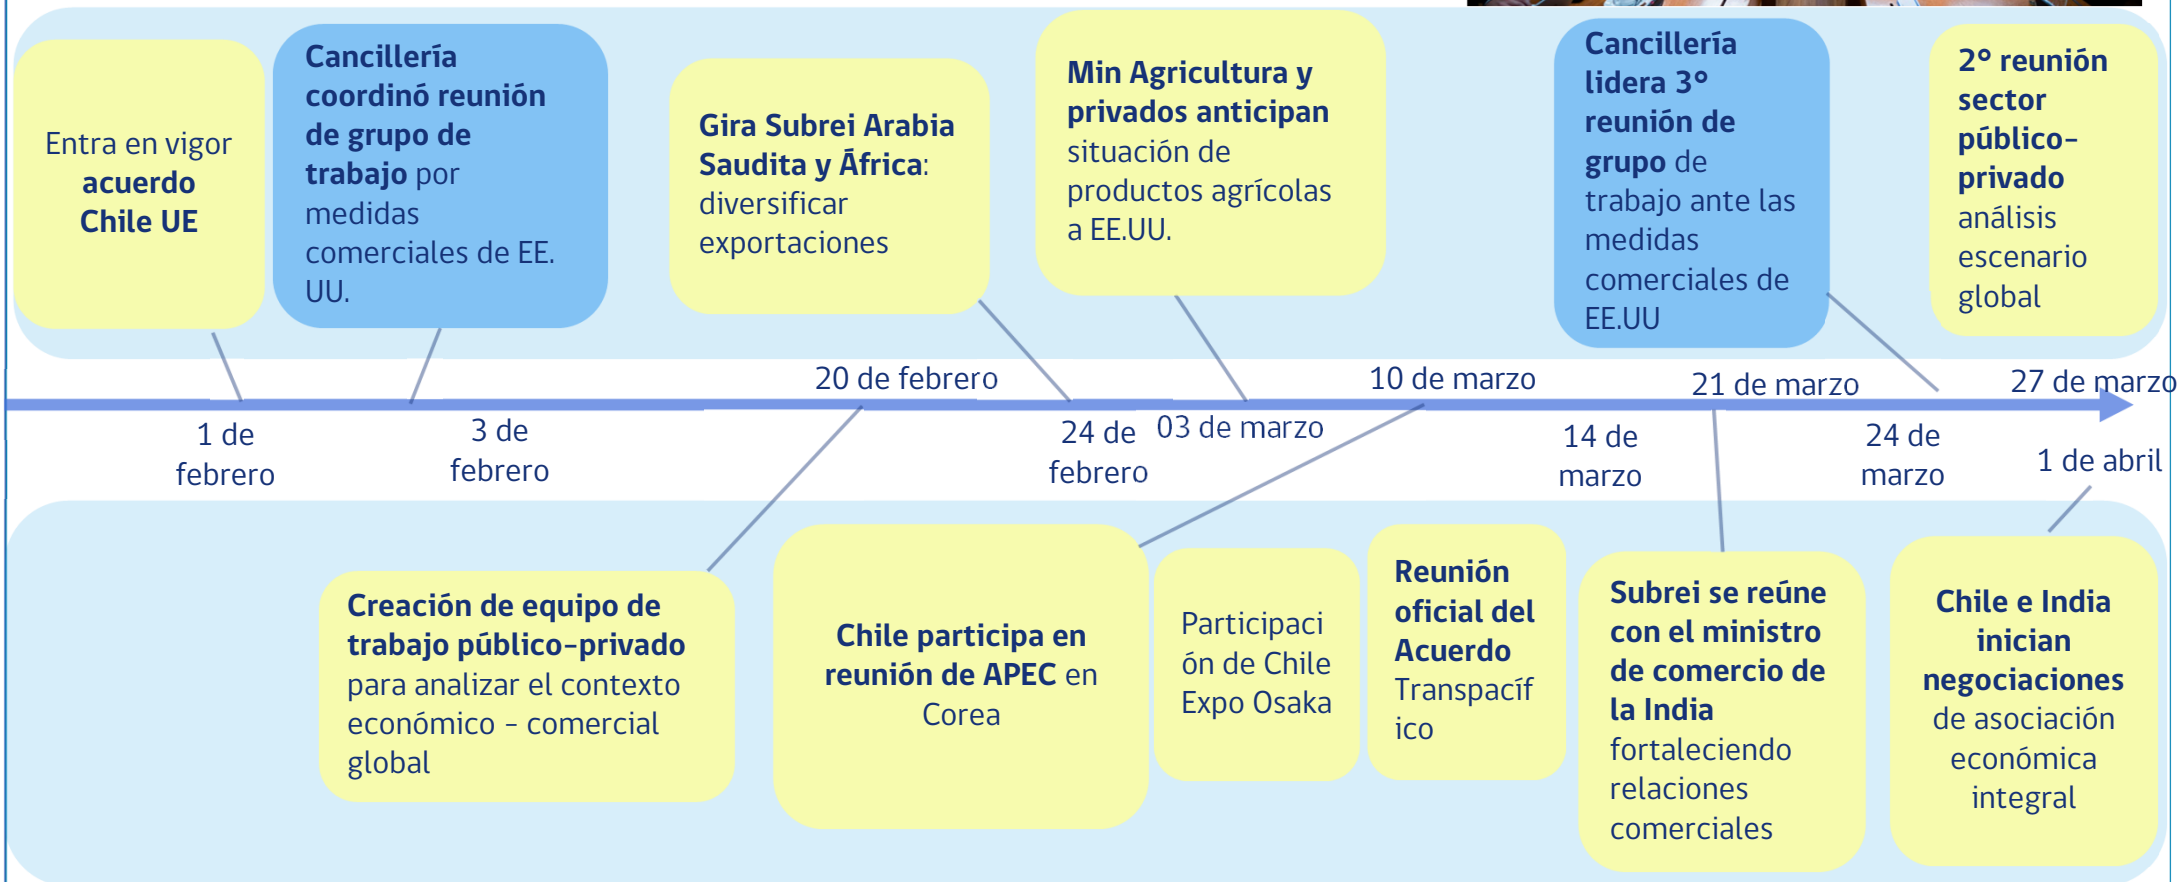 Entra en vigor
acuerdo
Chile UE
Cancillería
coordinó reunión
de grupo de
trabajo por
medidas
comerciales de EE.
UU.
Gira Subrei Arabia
Saudita y África:
diversificar
exportaciones
Min Agricultura y
privados anticipan
situación de
productos agrícolas
a EE.UU.
Cancillería
lidera 3°
reunión de
grupo de
trabajo ante las
medidas
comerciales de
EE.UU
2° reunión
sector
público-
privado
análisis
escenario
global
20 de febrero
10 de marzo
21 de marzo
27 de marzo
1 de
febrero
3 de
febrero
24 de
febrero
03 de marzo
14 de
marzo
24 de
marzo
1 de abril
Creación de equipo de
trabajo público-privado
para analizar el contexto
económico - comercial
global
Chile participa en
reunión de APEC en
Corea
Participaci
ón de Chile
Expo Osaka
Reunión
oficial del
Acuerdo
Transpacíf
ico
Subrei se reúne
con el ministro
de comercio de
la India
fortaleciendo
relaciones
comerciales
Chile e India
inician
negociaciones
de asociación
económica
integral